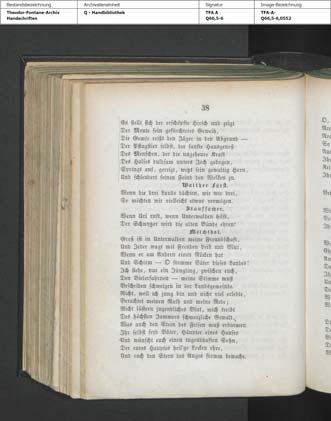 Bestandsbezeichnung
Theodor-Fontane-Archiv
Handschriften
Archivalieneinheit
Q - Handbibliothek
Signatur
TFA A
Q66,5-6
Image-Bezeichnung
TFA-A-
Q66,5-6,0552
38
Es stellt sich der erschöpfte Hirsch und zeigt
Der Meute sein gefürchtetes Geweih,
Die Gemse reißt den Jäger in den Abgrund —
Der Pflugstier selbst, der sanfte Hausgenoß
Des Menschen, der die ungeheure Kraft
Des Halses duldsam unters Joch gebogen,
Springt auf, gereizt, wetzt sein gewaltig Horn,
Und schleudert seinen Feind den Wolken zu.
Walther Fürst.
Wenn die drei Lande dächten, wie wir drei,
So möchten wir vielleicht etwas vermögen.
Stauffacher.
Wenn Uri ruft, wenn Unterwalden hilft,
Der Schwyzer wird die alten Bünde ehren!
Melchthal.
Groß ist in Unterwalden meine Freundschaft,
Und Jeder wagt mit Freuden Leib und Blut,
Wenn er am Andern einen Rücken hat
Und Schirm — O fromme Väter dieses Landes!
Ich stehe, nur ein Jüngling, zwischen euch,
Den Vielerfahrnen — meine Stimme muß
Bescheiden schweigen in der Landsgemeinde.
Nicht, weil ich jung bin und nicht viel erlebte,
Verachtet meinen Rath und meine Rede;
Nicht lüstern jugendliches Blut, mich treibt
Des höchsten Jammers schmerzliche Gewalt,
Was auch den Stein des Felsen muß erbarmen.
Ihr selbst seid Väter, Häupter eines Hauses
Und wünscht euch einen tugendhaften Sohn,
Der eures Hauptes heil'ge Locken ehre,
Und euch den Stern des Auges fromm bewache.